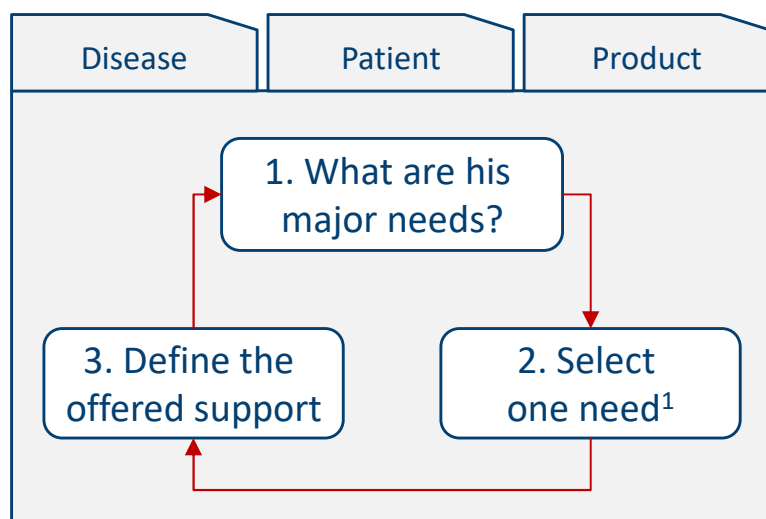 Disease
Patient
Product
1. What are his
major needs?
3. Define the
offered support
2. Select
one need¹